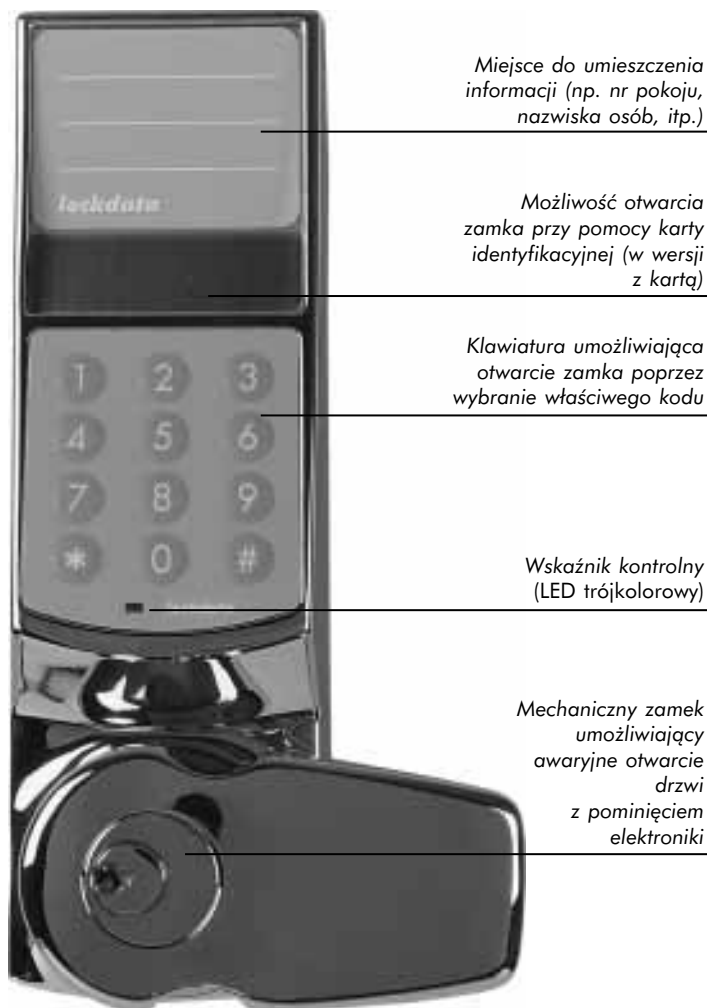 Miejsce do umieszczenia
informacji (np. nr pokoju,
nazwiska osób, itp.)
lockdata
Możliwość otwarcia
zamka przy pomocy karty
identyfikacyjnej (w wersji
z kartą)
Klawiatura umożliwiająca
otwarcie zamka poprzez
wybranie właściwego kodu
1 2 3
4 5 6
7 8 9
* 0 #
Wskaźnik kontrolny
(LED trójkolorowy)
Mechaniczny zamek
umożliwiający
awaryjne otwarcie
drzwi
z pominięciem
elektroniki